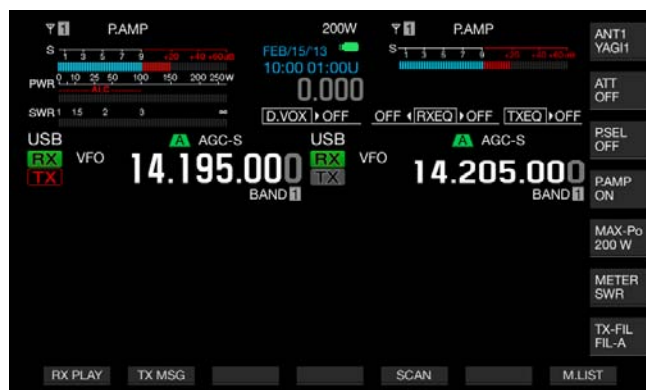 1 P.AMP 200W 1 P.AMP
S 1 3 5 7 9 +20 +40 +60dB
FEB/15/'13
S 1 3 5 7 9 +20 +40 +60dB
10:00 01:00U
PWR 0 10 25 50 100 150 200 250W
ALC
0.000
SWR 1 1.5 2 3 ∞
D.VOX OFF OFF RXEQ OFF TXEQ OFF
USB A AGC-S USB A AGC-S
RX VFO 14.195.000 RX VFO 14.205.000
TX TX
BAND 1 BAND 1
ANT1
YAGI1
ATT
OFF
P.SEL
OFF
P.AMP
ON
MAX-Po
200 W
METER
SWR
TX-FIL
FIL-A
RX PLAY TX MSG SCAN M.LIST